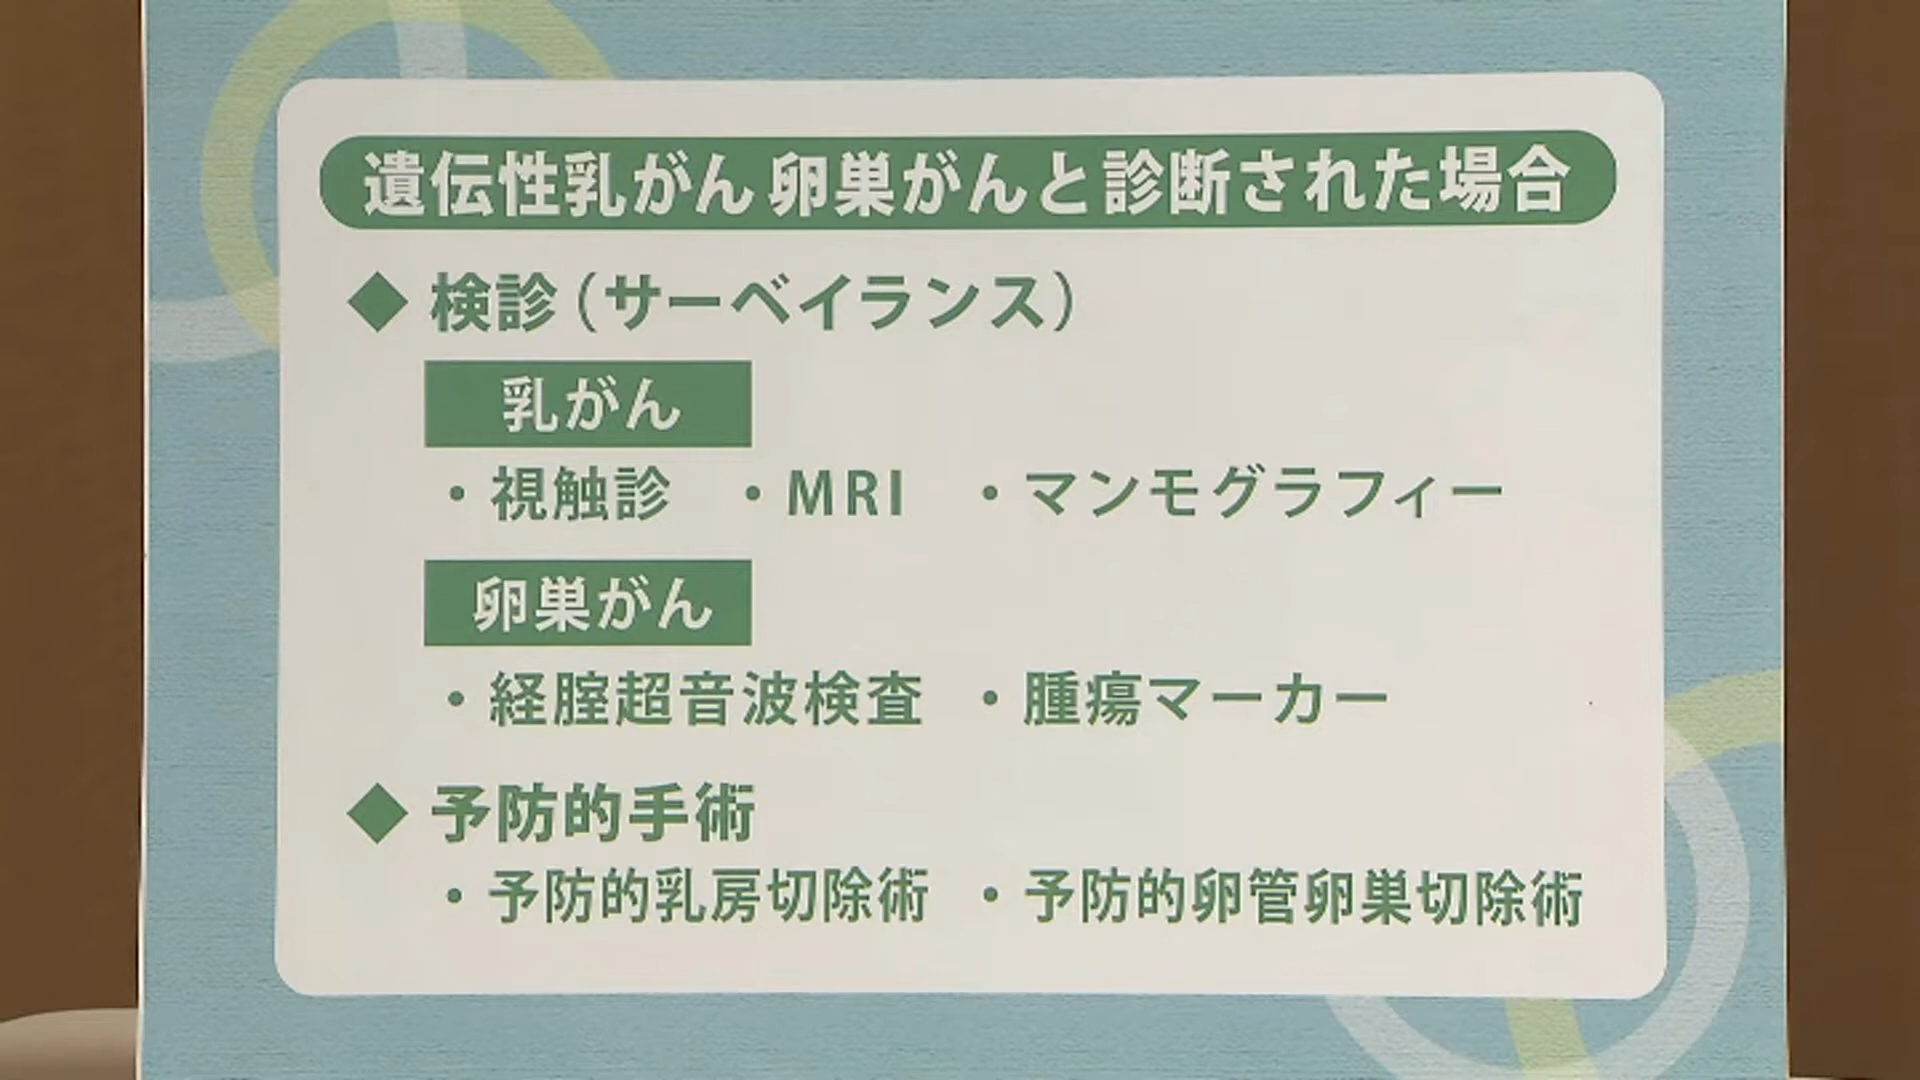 遺伝性乳がん 卵巣がんと診断された場合
◆ 検診（サーベイランス）
乳がん
・視触診 ・MRI ・マンモグラフィー
卵巣がん
・経腟超音波検査 ・腫瘍マーカー
◆ 予防的手術
・予防的乳房切除術 ・予防的卵管卵巣切除術